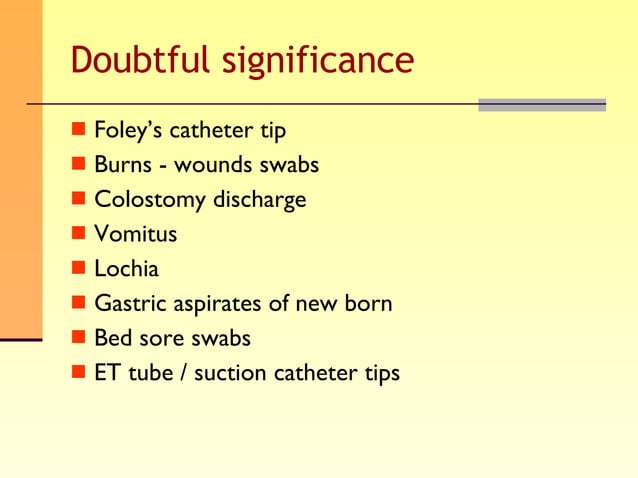 Doubtful significance
Foley’s catheter tip
Burns - wounds swabs
Colostomy discharge
Vomitus
Lochia
Gastric aspirates of new born
Bed sore swabs
ET tube / suction catheter tips